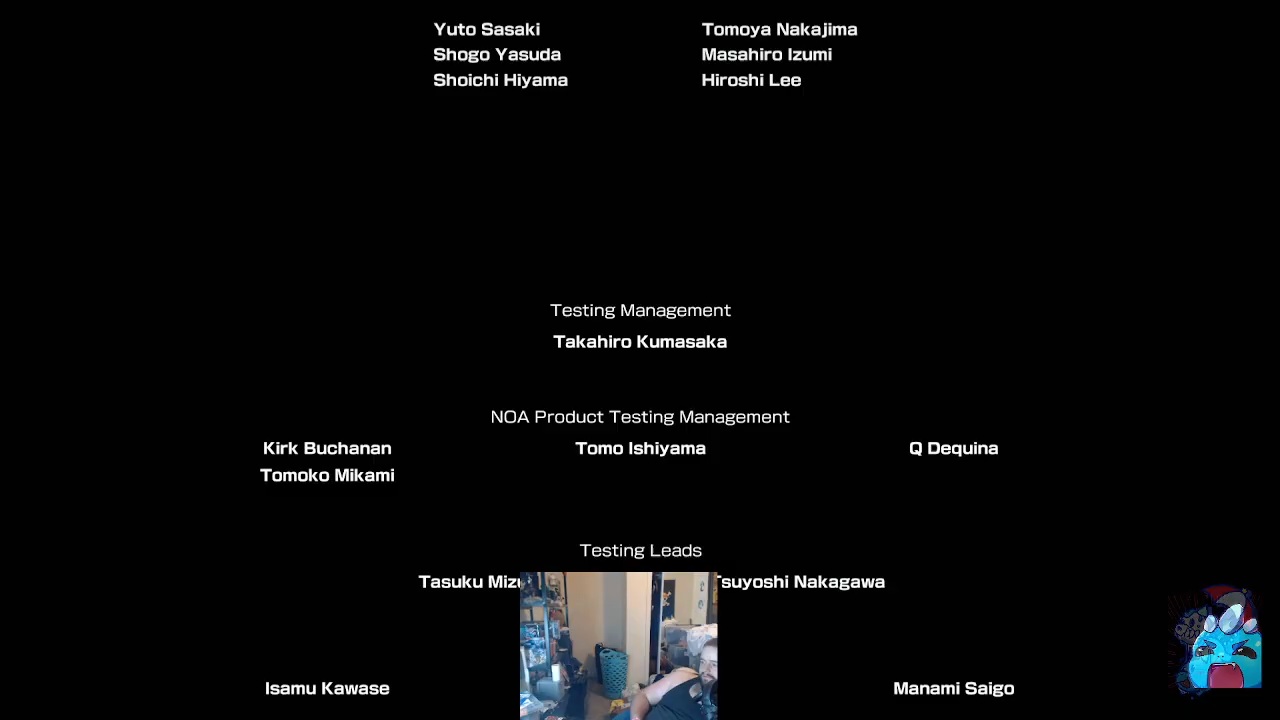 Yuto Sasaki Tomoya Nakajima
Shogo Yasuda Masahiro Izumi
Shoichi Hiyama Hiroshi Lee
Testing Management
Takahiro Kumasaka
NOA Product Testing Management
Kirk Buchanan Tomo Ishiyama Q Dequina
Tomoko Mikami
Testing Leads
Tasuku Tsuyoshi Nakagawa
Isamu Kawase Manami Saigo